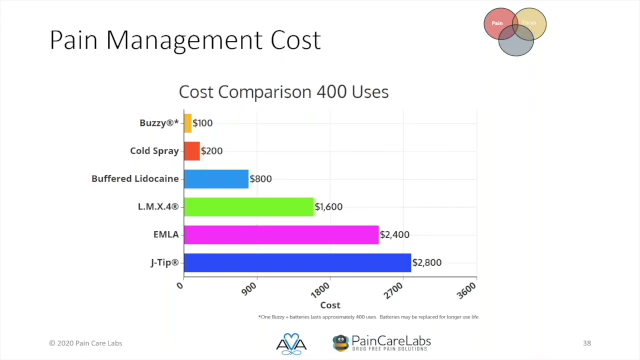 Pain Management Cost
Pain
Cost Comparison 400 Uses
Buzzy®*
$100
Cold Spray
$200
Buffered Lidocaine
$800
L.M.X.4®
$1,600
EMLA
$2,400
J-Tip®
$2,800
0
900
1800
2700
3600
Cost
*One Buzzy + batteries lasts approximately 400 uses. Batteries may be replaced for longer use life.
© 2020 Pain Care Labs
AVA
PainCareLabs
DRUG FREE PAIN SOLUTIONS
38